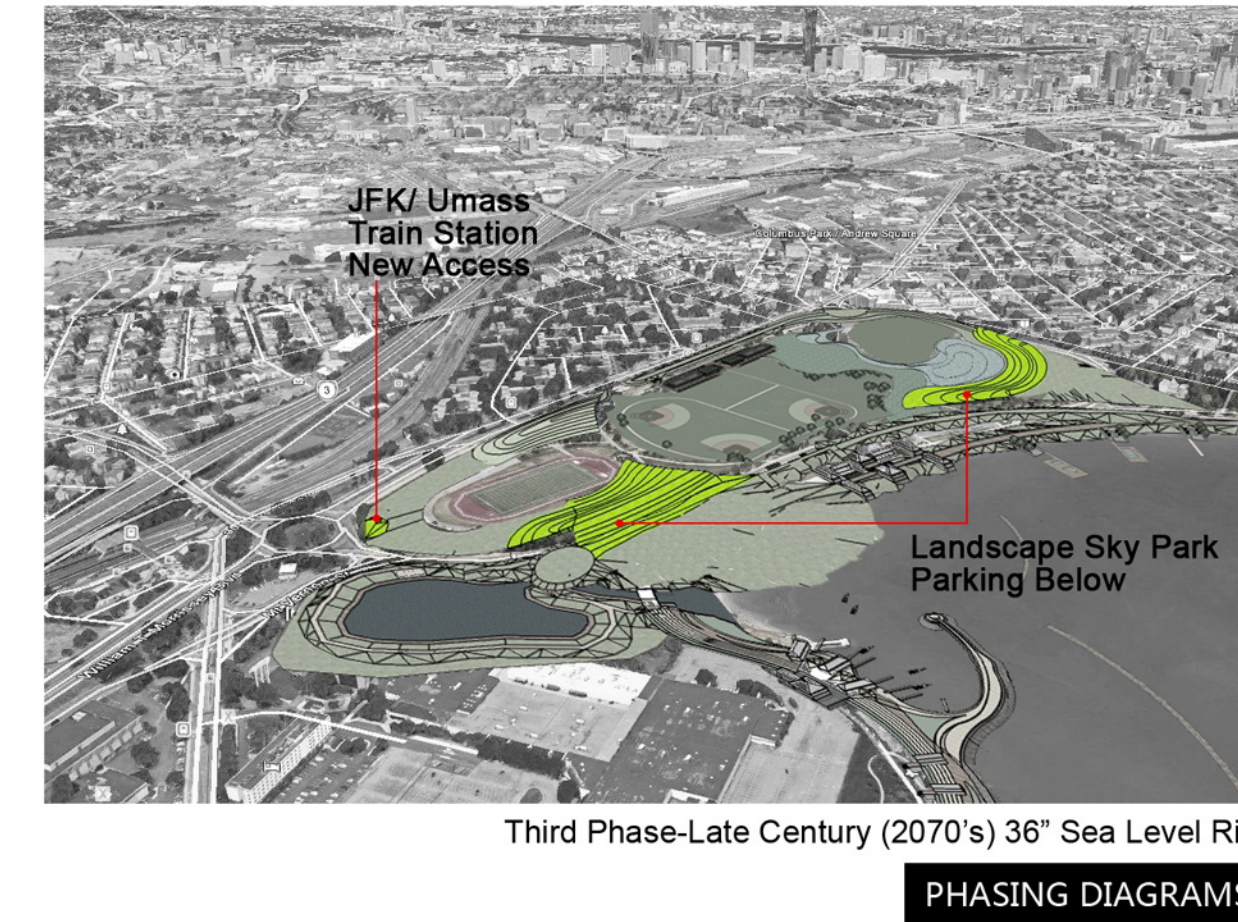 JFK/ Umass
Train Station
New Access
Columbus Park / Andrew Square
3
Landscape Sky Park
Parking Below
Third Phase-Late Century (2070's) 36” Sea Level Ri
PHASING DIAGRAMS